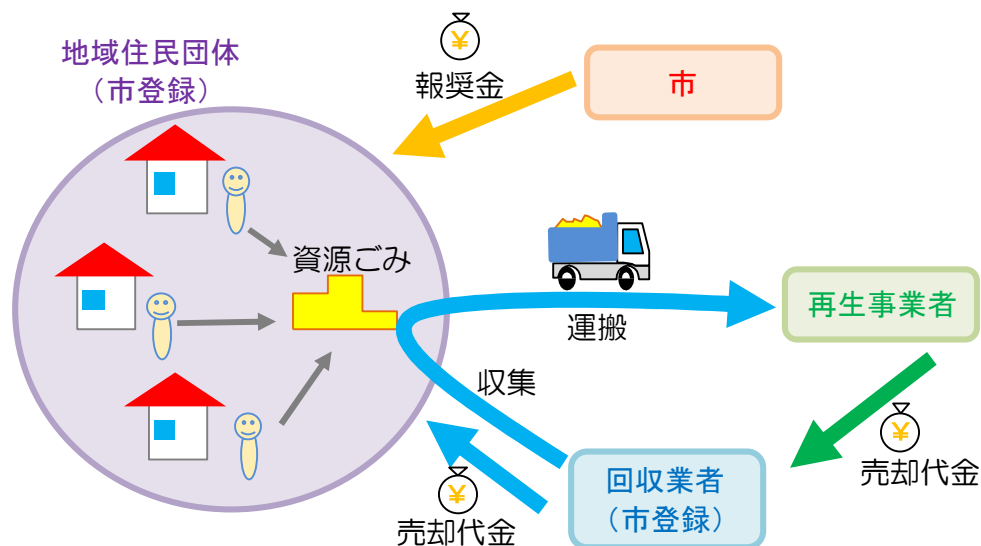 地域住民団体
（市登録）
¥
報奨金
市
資源ごみ
運搬
再生事業者
収集
¥
売却代金
¥
売却代金
回収業者
（市登録）